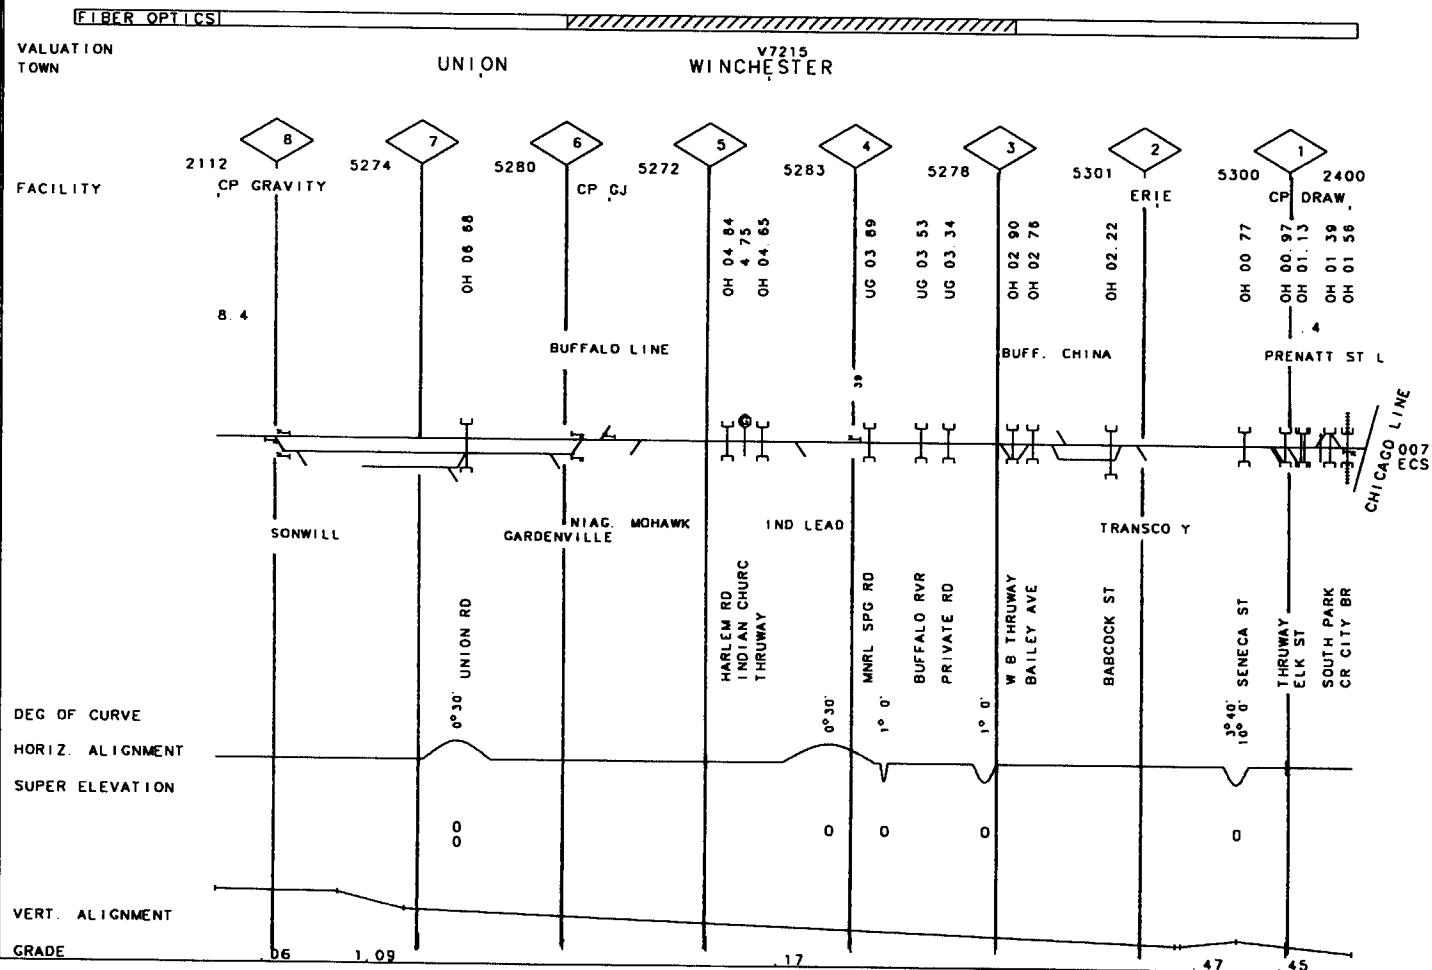 FIBER OPTICS
VALUATION
V7215
TOWN
UNION
WINCHESTER
8
7
6
5
4
3
2
1
2112
5274
5280
5272
5283
5278
5301
5300
2400
FACILITY
CP GRAVITY
CP GJ
ERIE
CP DRAW
OH 06 68
OH 04 84
4 75
OH 04.65
UG 03 89
UG 03 53
UG 03.34
OH 02 90
OH 02 76
OH 02.22
OH 00 77
OH 00.97
OH 01.13
OH 01 39
OH 01 56
8.4
.4
BUFFALO LINE
BUFF. CHINA
PRENATT ST L
39
G
CHICAGO LINE
007
ECS
SONWILL
NIAG. MOHAWK
GARDENVILLE
IND LEAD
TRANSCO Y
UNION RD
HARLEM RD
INDIAN CHURC
THRUWAY
MNRL SPG RD
BUFFALO RVR
PRIVATE RD
W B THRUWAY
BAILEY AVE
BABCOCK ST
SENECA ST
THRUWAY
ELK ST
SOUTH PARK
CR CITY BR
DEG OF CURVE
0°30'
0°30'
1° 0'
1° 0'
3°40'
10° 0'
HORIZ. ALIGNMENT
SUPER ELEVATION
0
0
0
0
0
0
VERT. ALIGNMENT
GRADE
.06
1.09
.17
.47
.45